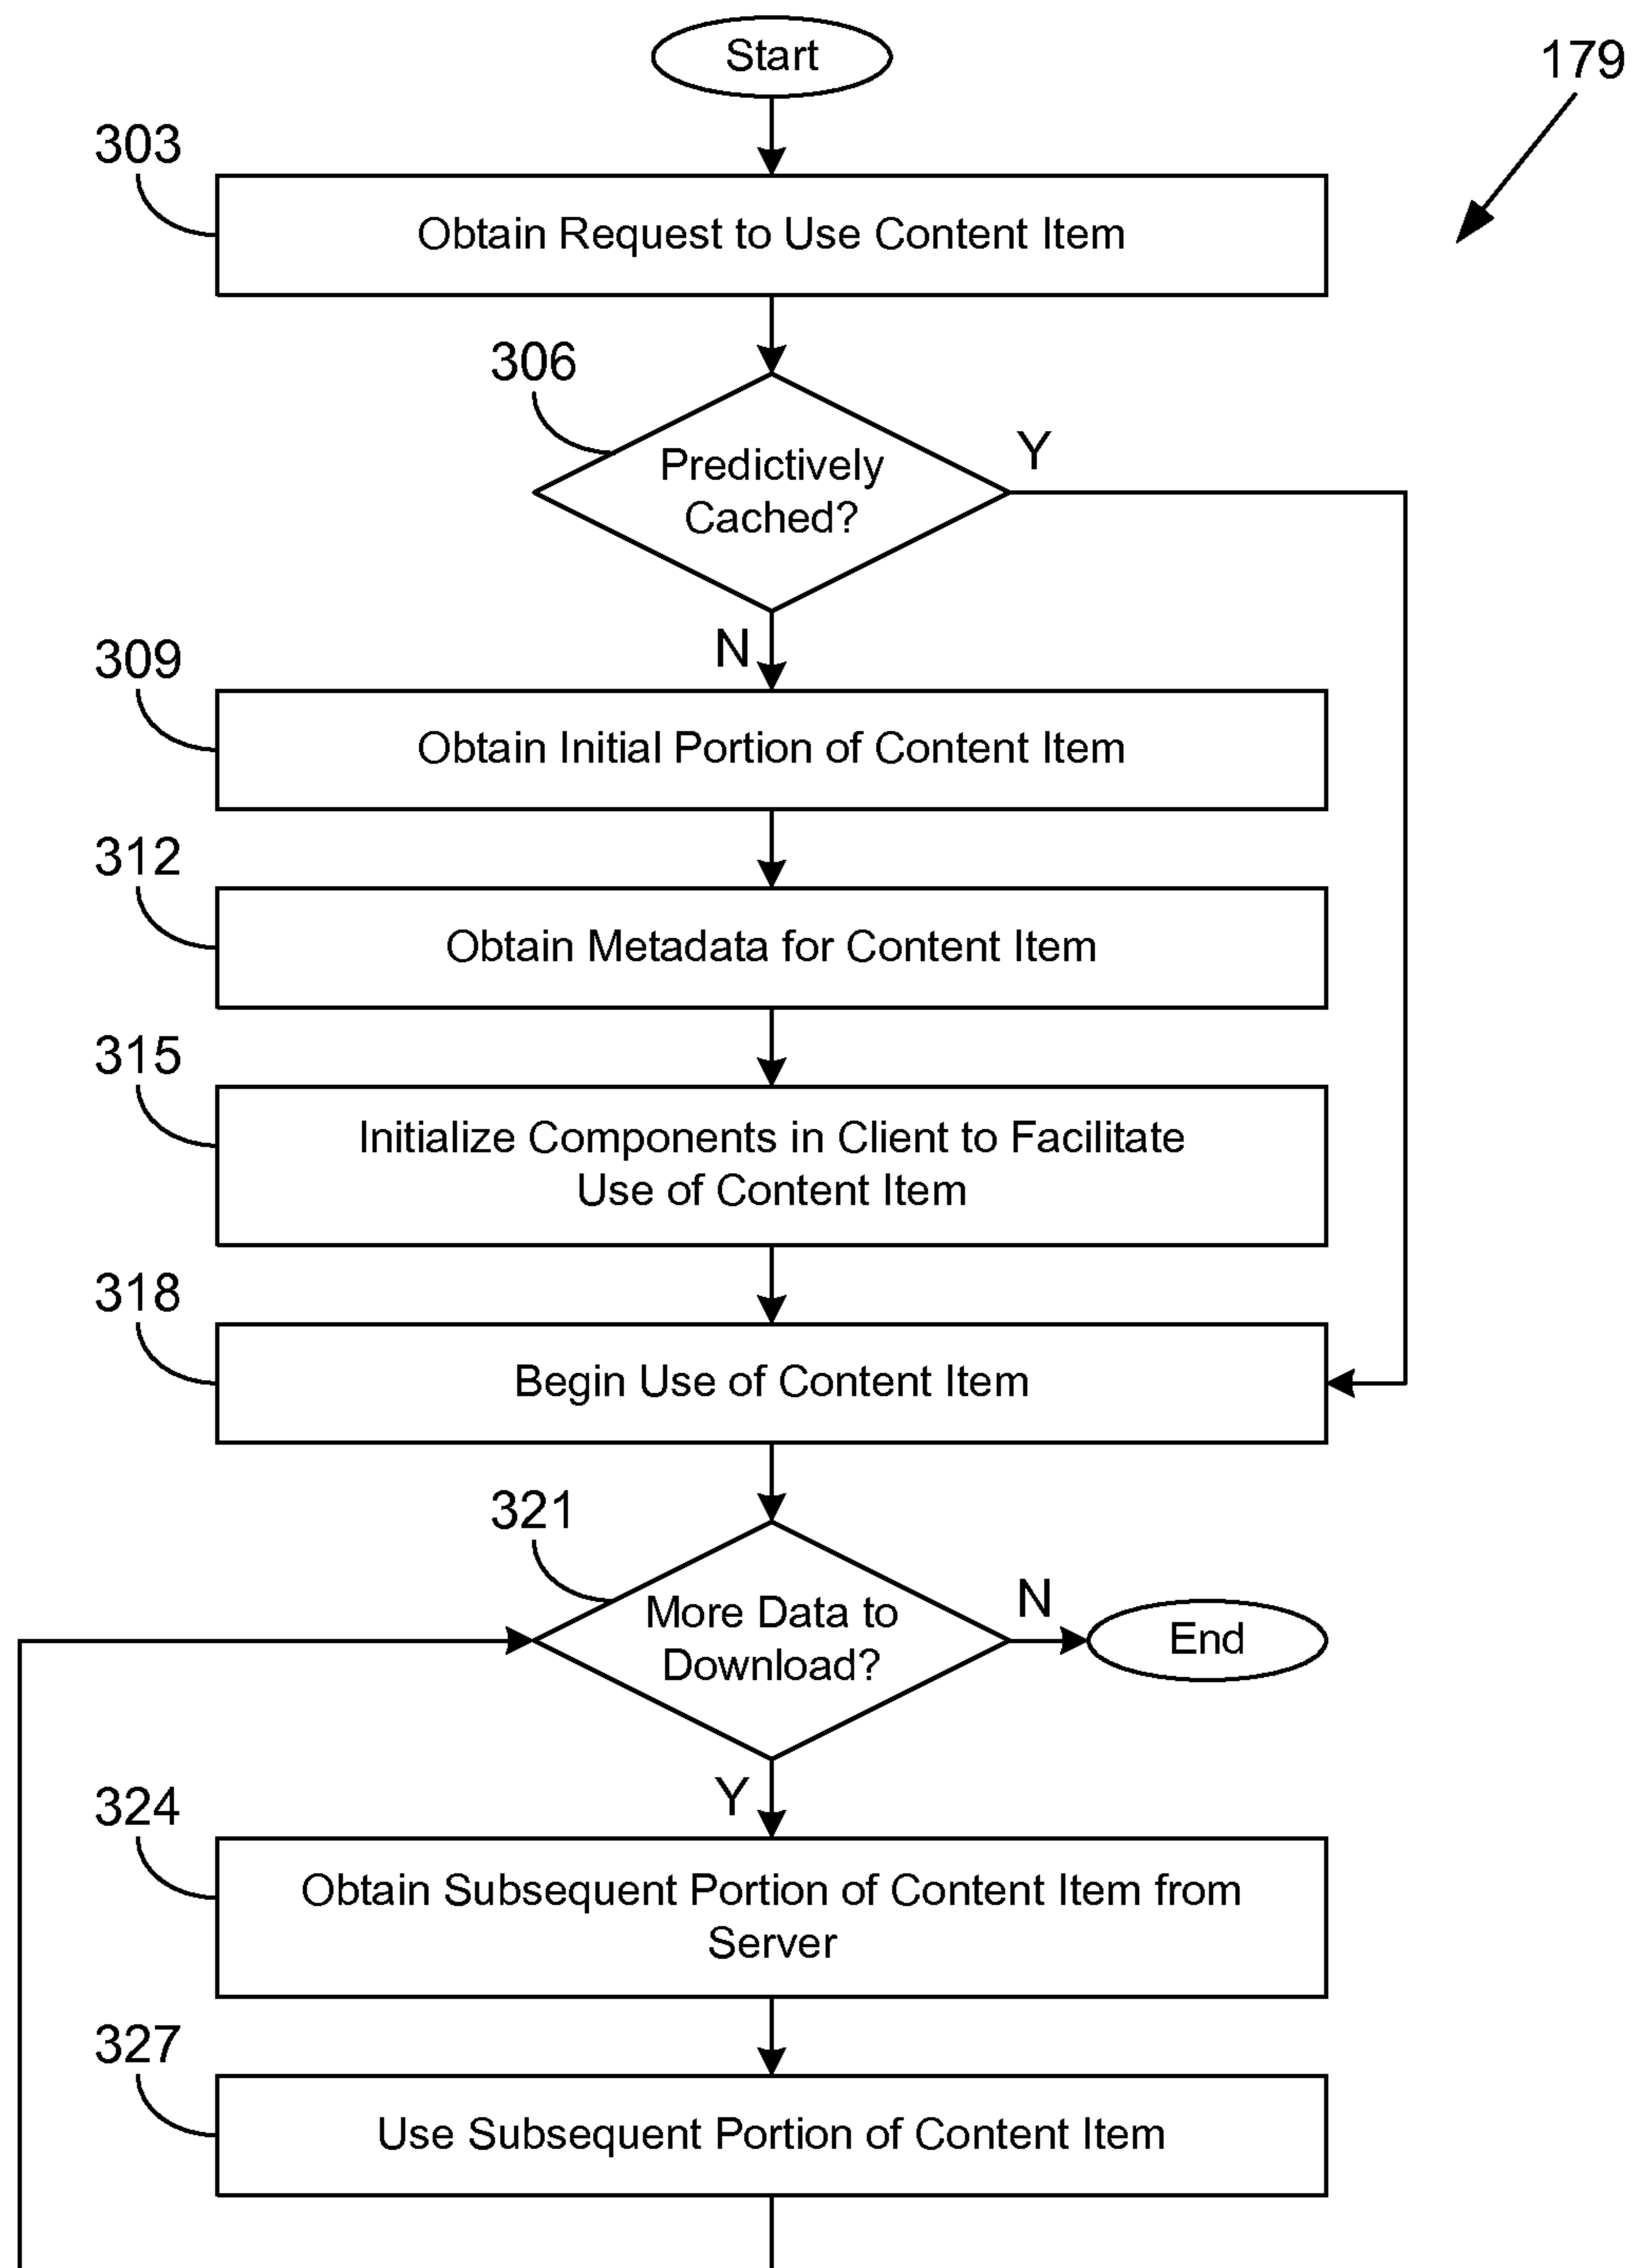 Start
179
303
Obtain Request to Use Content Item
306
Predictively
Cached?
Y
N
309
Obtain Initial Portion of Content Item
312
Obtain Metadata for Content Item
315
Initialize Components in Client to Facilitate
Use of Content Item
318
Begin Use of Content Item
321
More Data to
Download?
N
End
Y
324
Obtain Subsequent Portion of Content Item from
Server
327
Use Subsequent Portion of Content Item